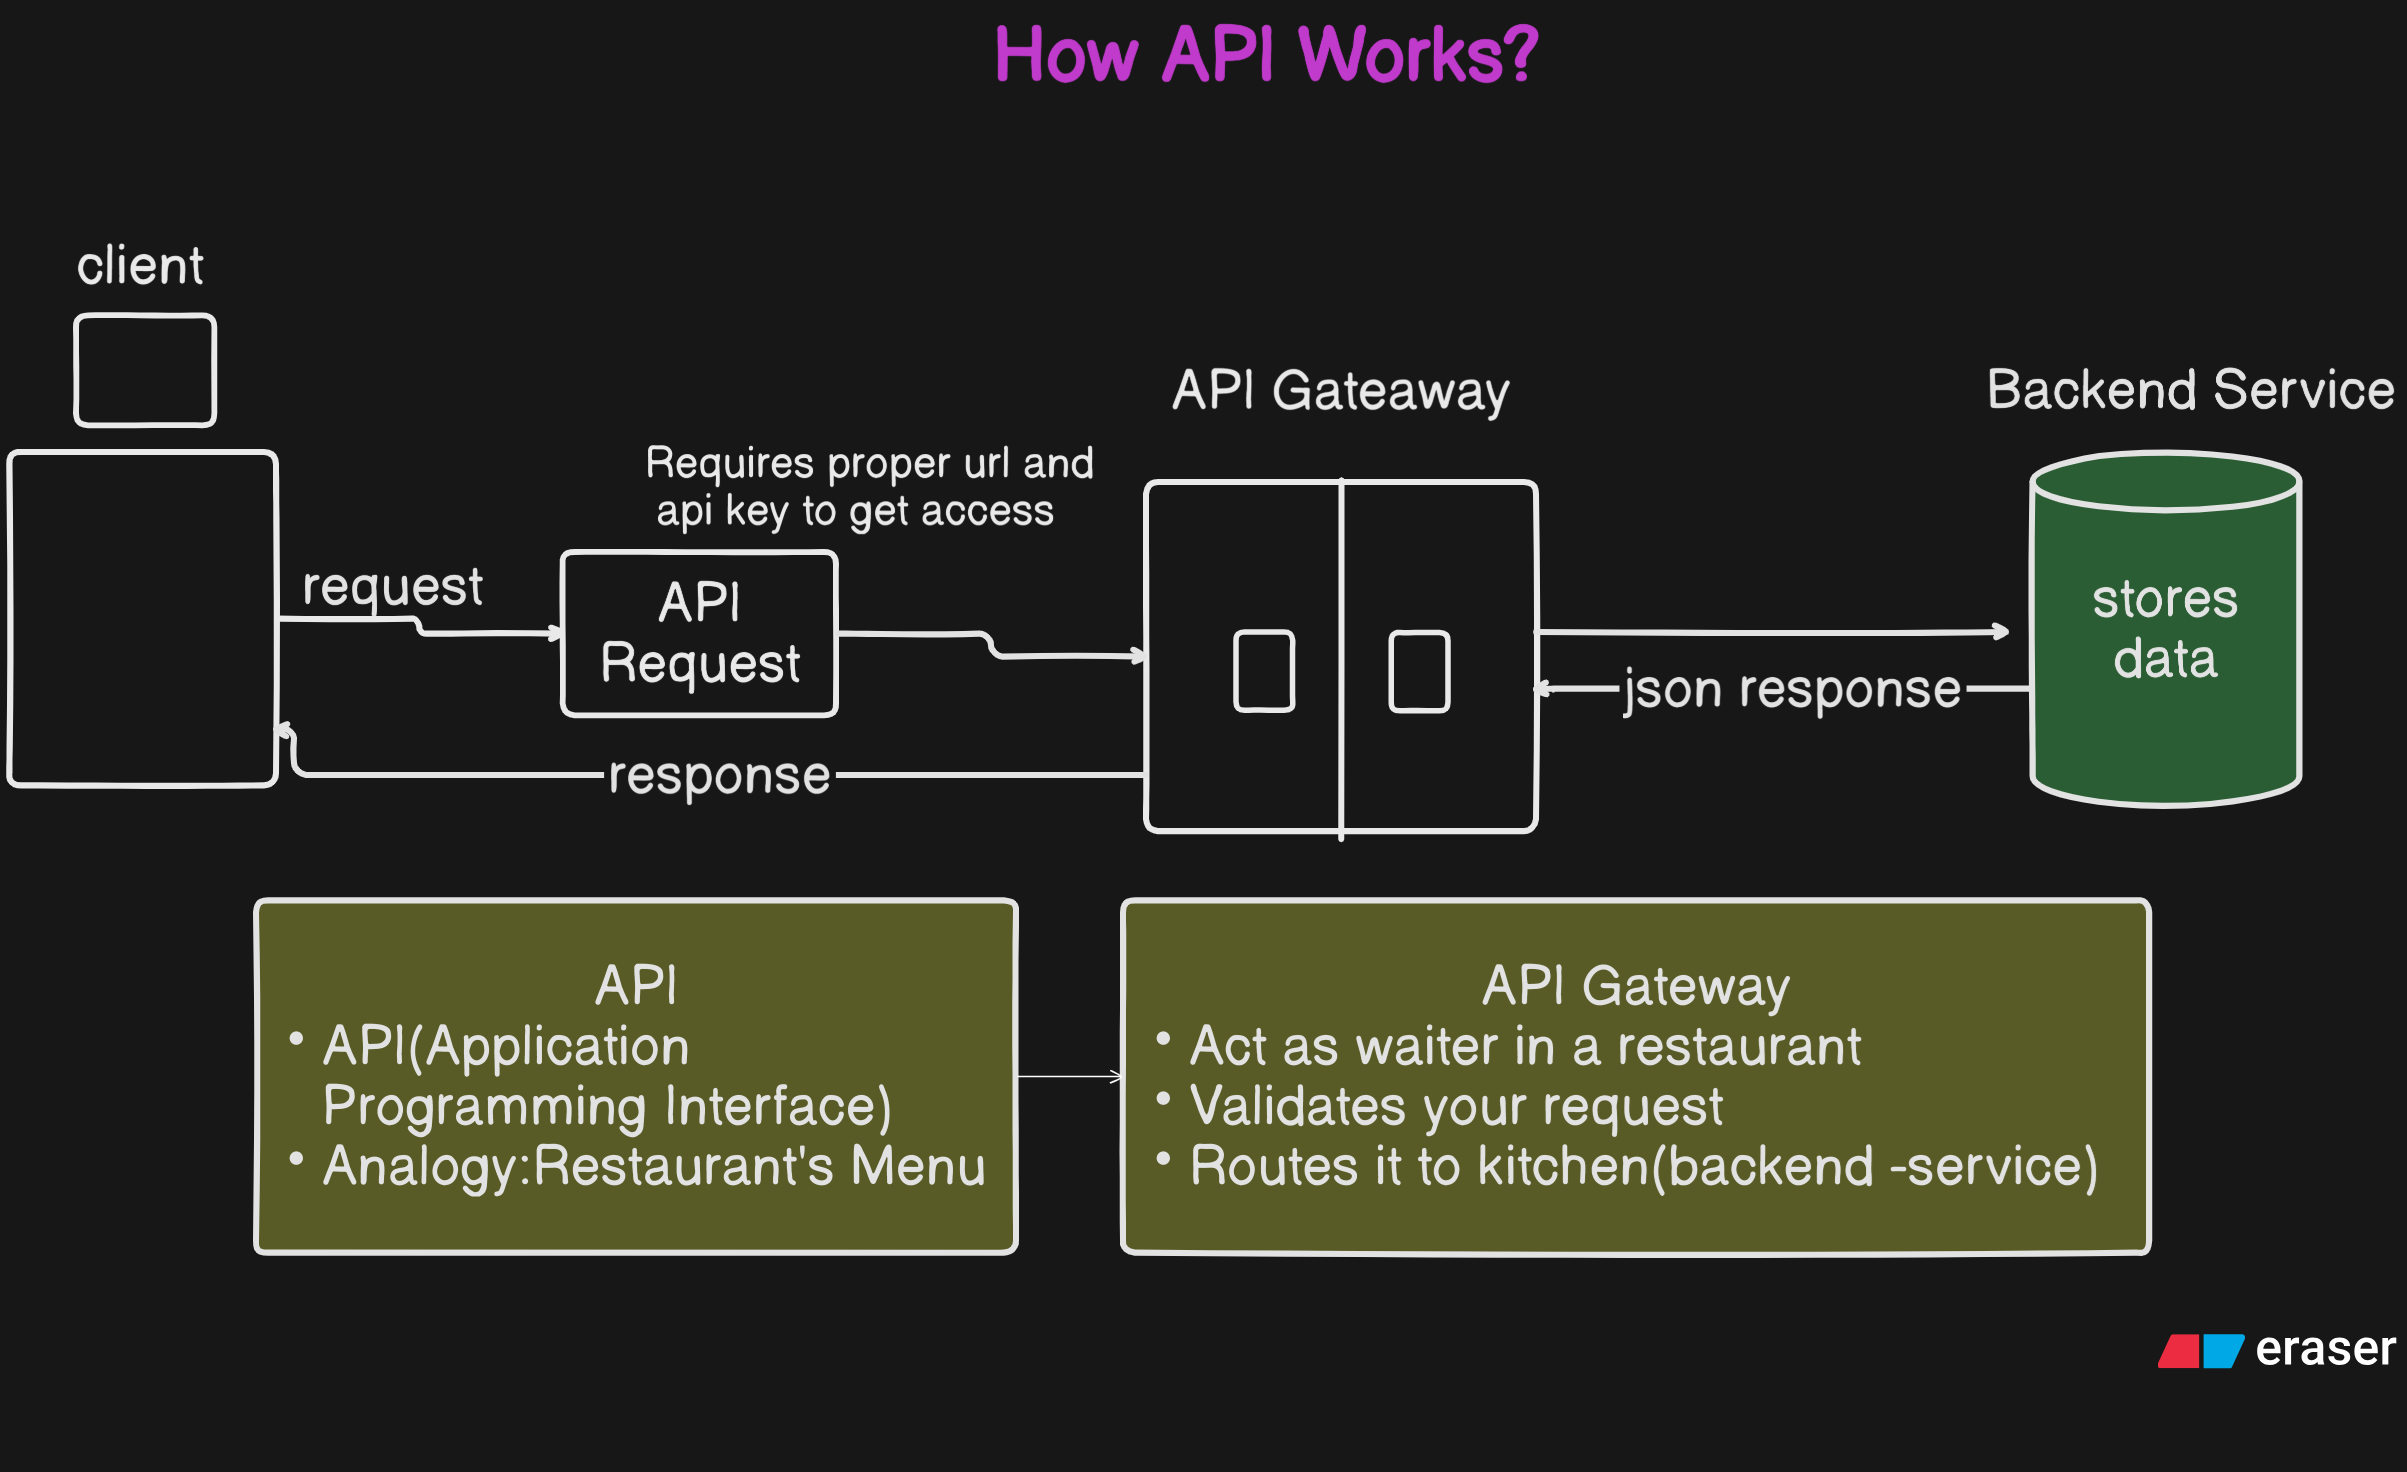 How API Works?
client
API Gateaway
Backend Service
Requires proper url and
api key to get access
request
API
Request
stores
data
json response
response
API
• API(Application
Programming Interface)
• Analogy:Restaurant's Menu
API Gateway
• Act as waiter in a restaurant
• Validates your request
• Routes it to kitchen(backend -service)
eraser